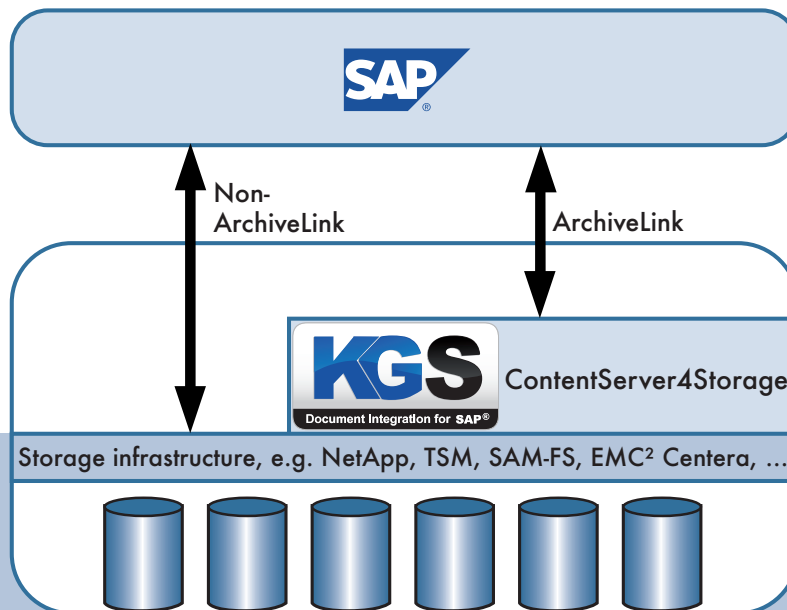 SAP
®
Non-
ArchiveLink
ArchiveLink
KGS
Document Integration for SAP®
ContentServer4Storage
Storage infrastructure, e.g. NetApp, TSM, SAM-FS, EMC² Centera, ...